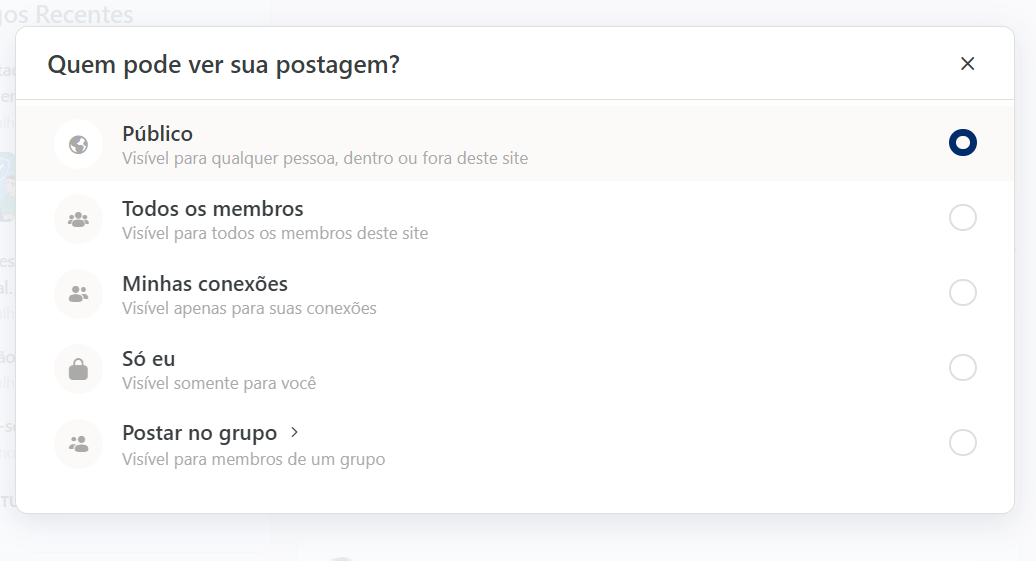 gos Recentes
Quem pode ver sua postagem?
Público
Visível para qualquer pessoa, dentro ou fora deste site
Todos os membros
Visível para todos os membros deste site
Minhas conexões
Visível apenas para suas conexões
Só eu
Visível somente para você
Postar no grupo
Visível para membros de um grupo